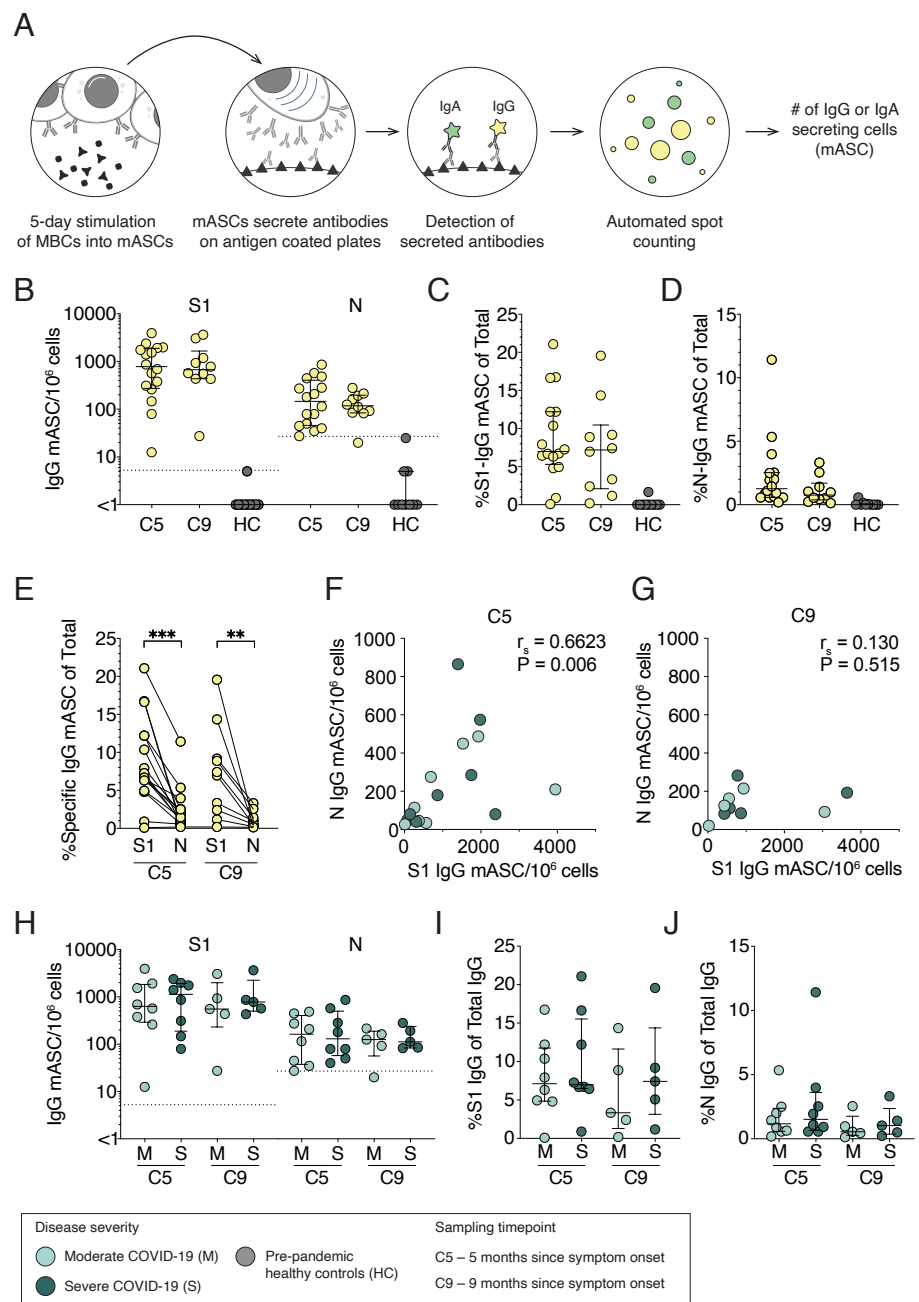 A
IgA
IgG
# of IgG or IgA
secreting cells
(mASC)
5-day stimulation
of MBCs into mASCs
mASCs secrete antibodies
on antigen coated plates
Detection of
secreted antibodies
Automated spot
counting
B
S1
N
IgG mASC/10⁶ cells
10000
1000
100
10
<1
C5
C9
HC
C5
C9
HC
C
%S1-IgG mASC of Total
25
20
15
10
5
0
C5
C9
HC
D
%N-IgG mASC of Total
15
10
5
0
C5
C9
HC
E
%Specific IgG mASC of Total
25
20
15
10
5
0
***
**
S1
N
S1
N
C5
C9
F
C5
N IgG mASC/10⁶ cells
1000
800
600
400
200
0
rₛ = 0.6623
P = 0.006
0
2000
4000
S1 IgG mASC/10⁶ cells
G
C9
N IgG mASC/10⁶ cells
1000
800
600
400
200
0
rₛ = 0.130
P = 0.515
0
2000
4000
S1 IgG mASC/10⁶ cells
H
S1
N
IgG mASC/10⁶ cells
10000
1000
100
10
<1
M
S
M
S
M
S
M
S
C5
C9
C5
C9
I
%S1 IgG of Total IgG
25
20
15
10
5
0
M
S
M
S
C5
C9
J
%N IgG of Total IgG
15
10
5
0
M
S
M
S
C5
C9
Disease severity
Moderate COVID-19 (M)
Severe COVID-19 (S)
Pre-pandemic
healthy controls (HC)
Sampling timepoint
C5 – 5 months since symptom onset
C9 – 9 months since symptom onset